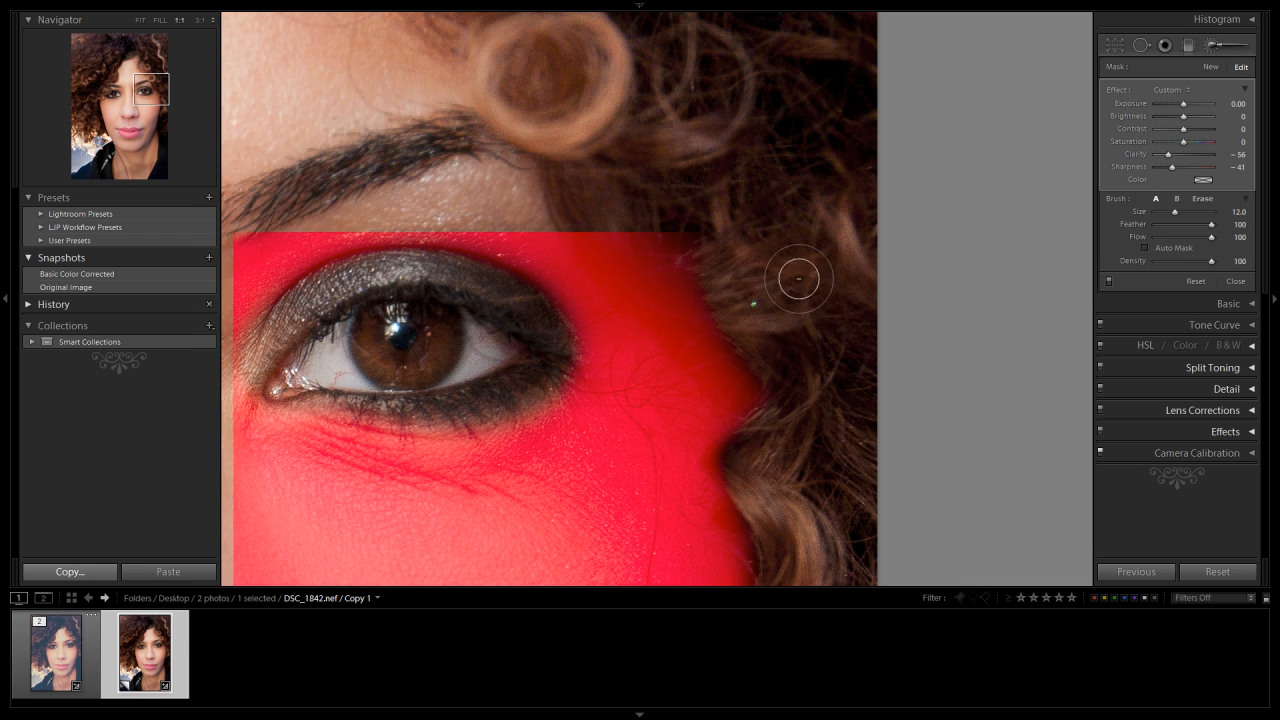 Navigator FIT FILL 1:1 3:1
Presets +
Lightroom Presets
LJP Workflow Presets
User Presets
Snapshots +
Basic Color Corrected
Original Image
History ×
Collections +
Smart Collections
Copy... Paste
Histogram
Mask : New Edit
Effect : Custom
Exposure 0.00
Brightness 0
Contrast 0
Saturation 0
Clarity – 56
Sharpness – 41
Color
Brush : A B Erase
Size 12.0
Feather 100
Flow 100
Auto Mask
Density 100
Reset Close
Basic
Tone Curve
HSL / Color / B & W
Split Toning
Detail
Lens Corrections
Effects
Camera Calibration
Previous Reset
1 2 Folders / Desktop / 2 photos / 1 selected / DSC_1842.nef / Copy 1 Filter : Filters Off
2